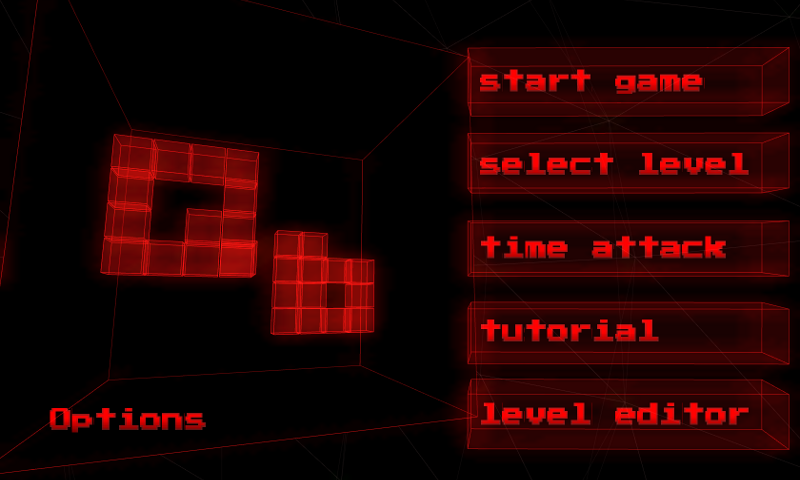 start game
select level
time attack
tutorial
level editor
Options